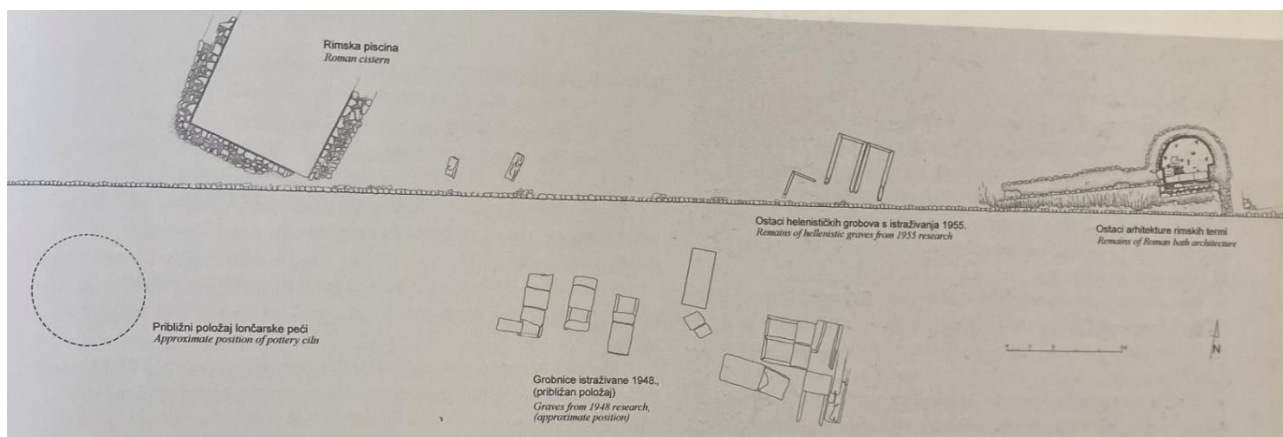 Rimska piscina
Roman cistern
Ostaci helenističkih grobova s istraživanja 1955.
Remains of hellenistic graves from 1955 research
Ostaci arhitekture rimskih termi
Remains of Roman bath architecture
Približni položaj lončarske peći
Approximate position of pottery ciln
Grobnice istraživane 1948.,
(približan položaj)
Graves from 1948 research,
(approximate position)
N